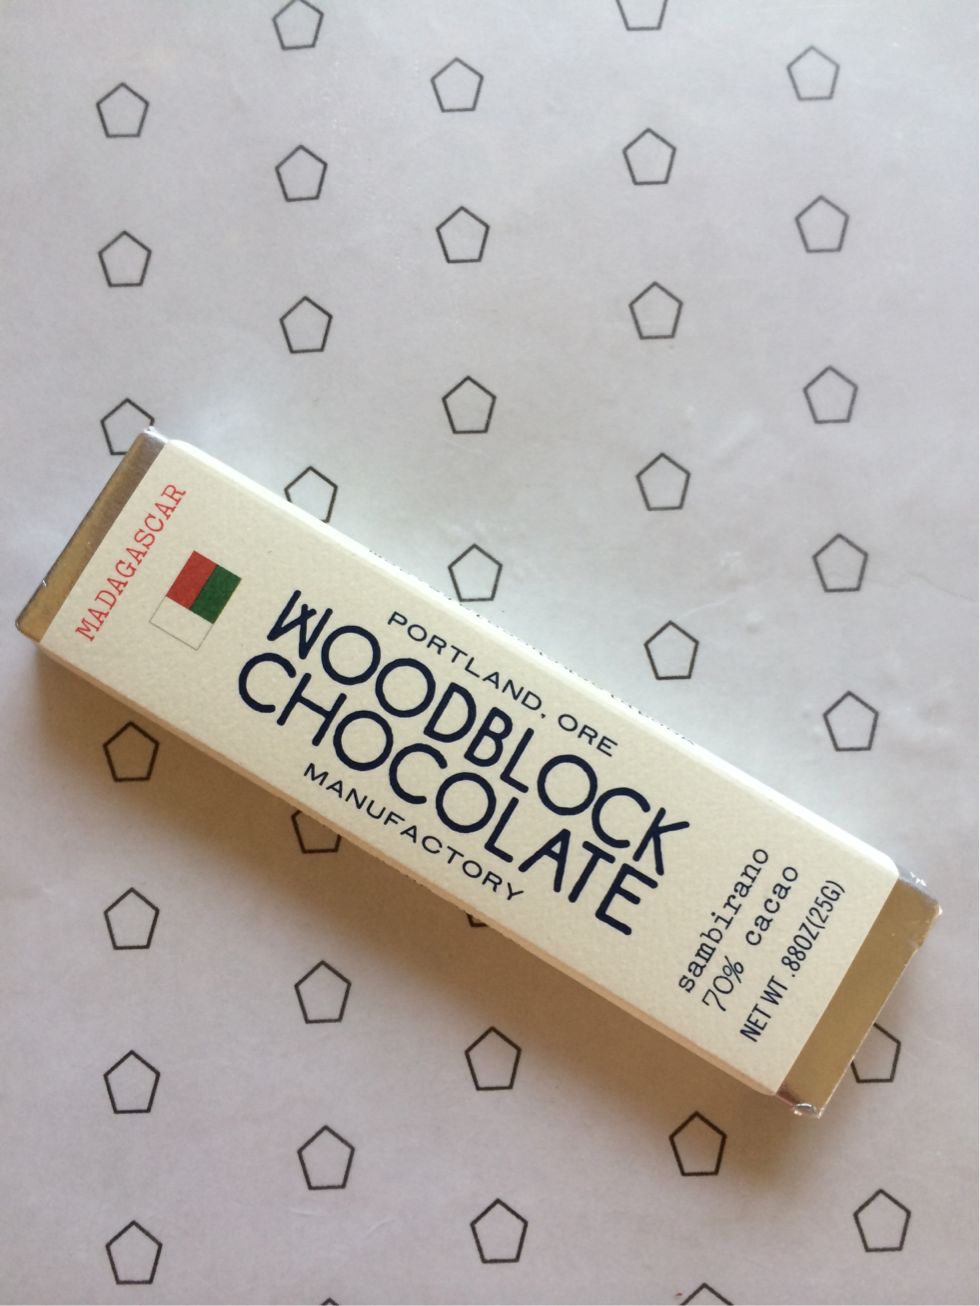 MADAGASCAR
PORTLAND, ORE
WOODBLOCK
CHOCOLATE
MANUFACTORY
sambirano
70% cacao
NET WT .88OZ(25G)